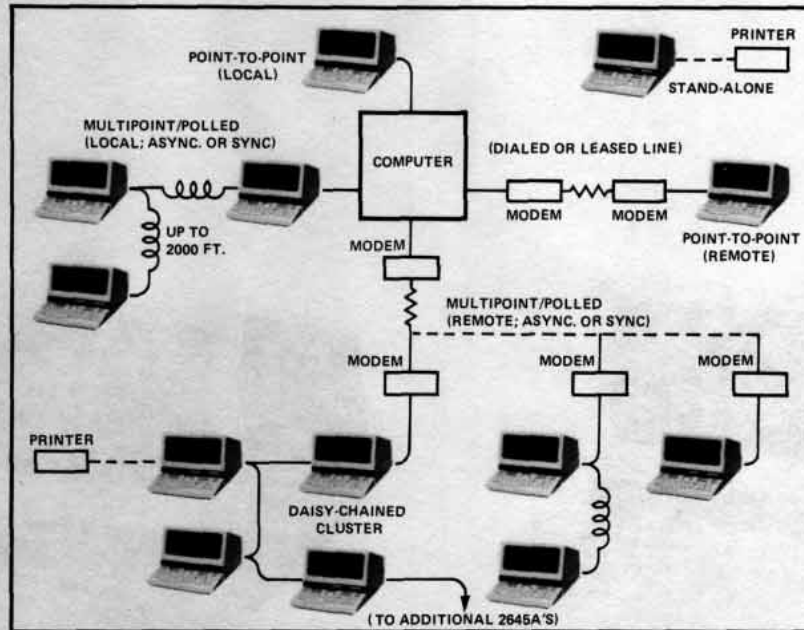 POINT-TO-POINT
(LOCAL)
PRINTER
STAND-ALONE
MULTIPOINT/POLLED
(LOCAL; ASYNC. OR SYNC)
COMPUTER
(DIALED OR LEASED LINE)
MODEM
MODEM
POINT-TO-POINT
(REMOTE)
UP TO
2000 FT.
MODEM
MULTIPOINT/POLLED
(REMOTE; ASYNC. OR SYNC)
MODEM
MODEM
MODEM
PRINTER
DAISY-CHAINED
CLUSTER
(TO ADDITIONAL 2645A'S)